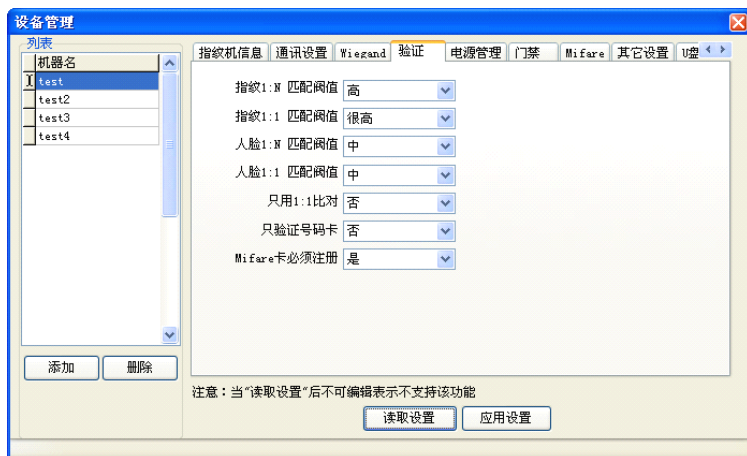 设备管理
列表
机器名
test
test2
test3
test4
添加 删除
指纹机信息 通讯设置 Wiegand 验证 电源管理 门禁 Mifare 其它设置 U盘
指纹1:N 匹配阀值 高
指纹1:1 匹配阀值 很高
人脸1:N 匹配阀值 中
人脸1:1 匹配阀值 中
只用1:1比对 否
只验证号码卡 否
Mifare卡必须注册 是
注意：当“读取设置”后不可编辑表示不支持该功能
读取设置 应用设置